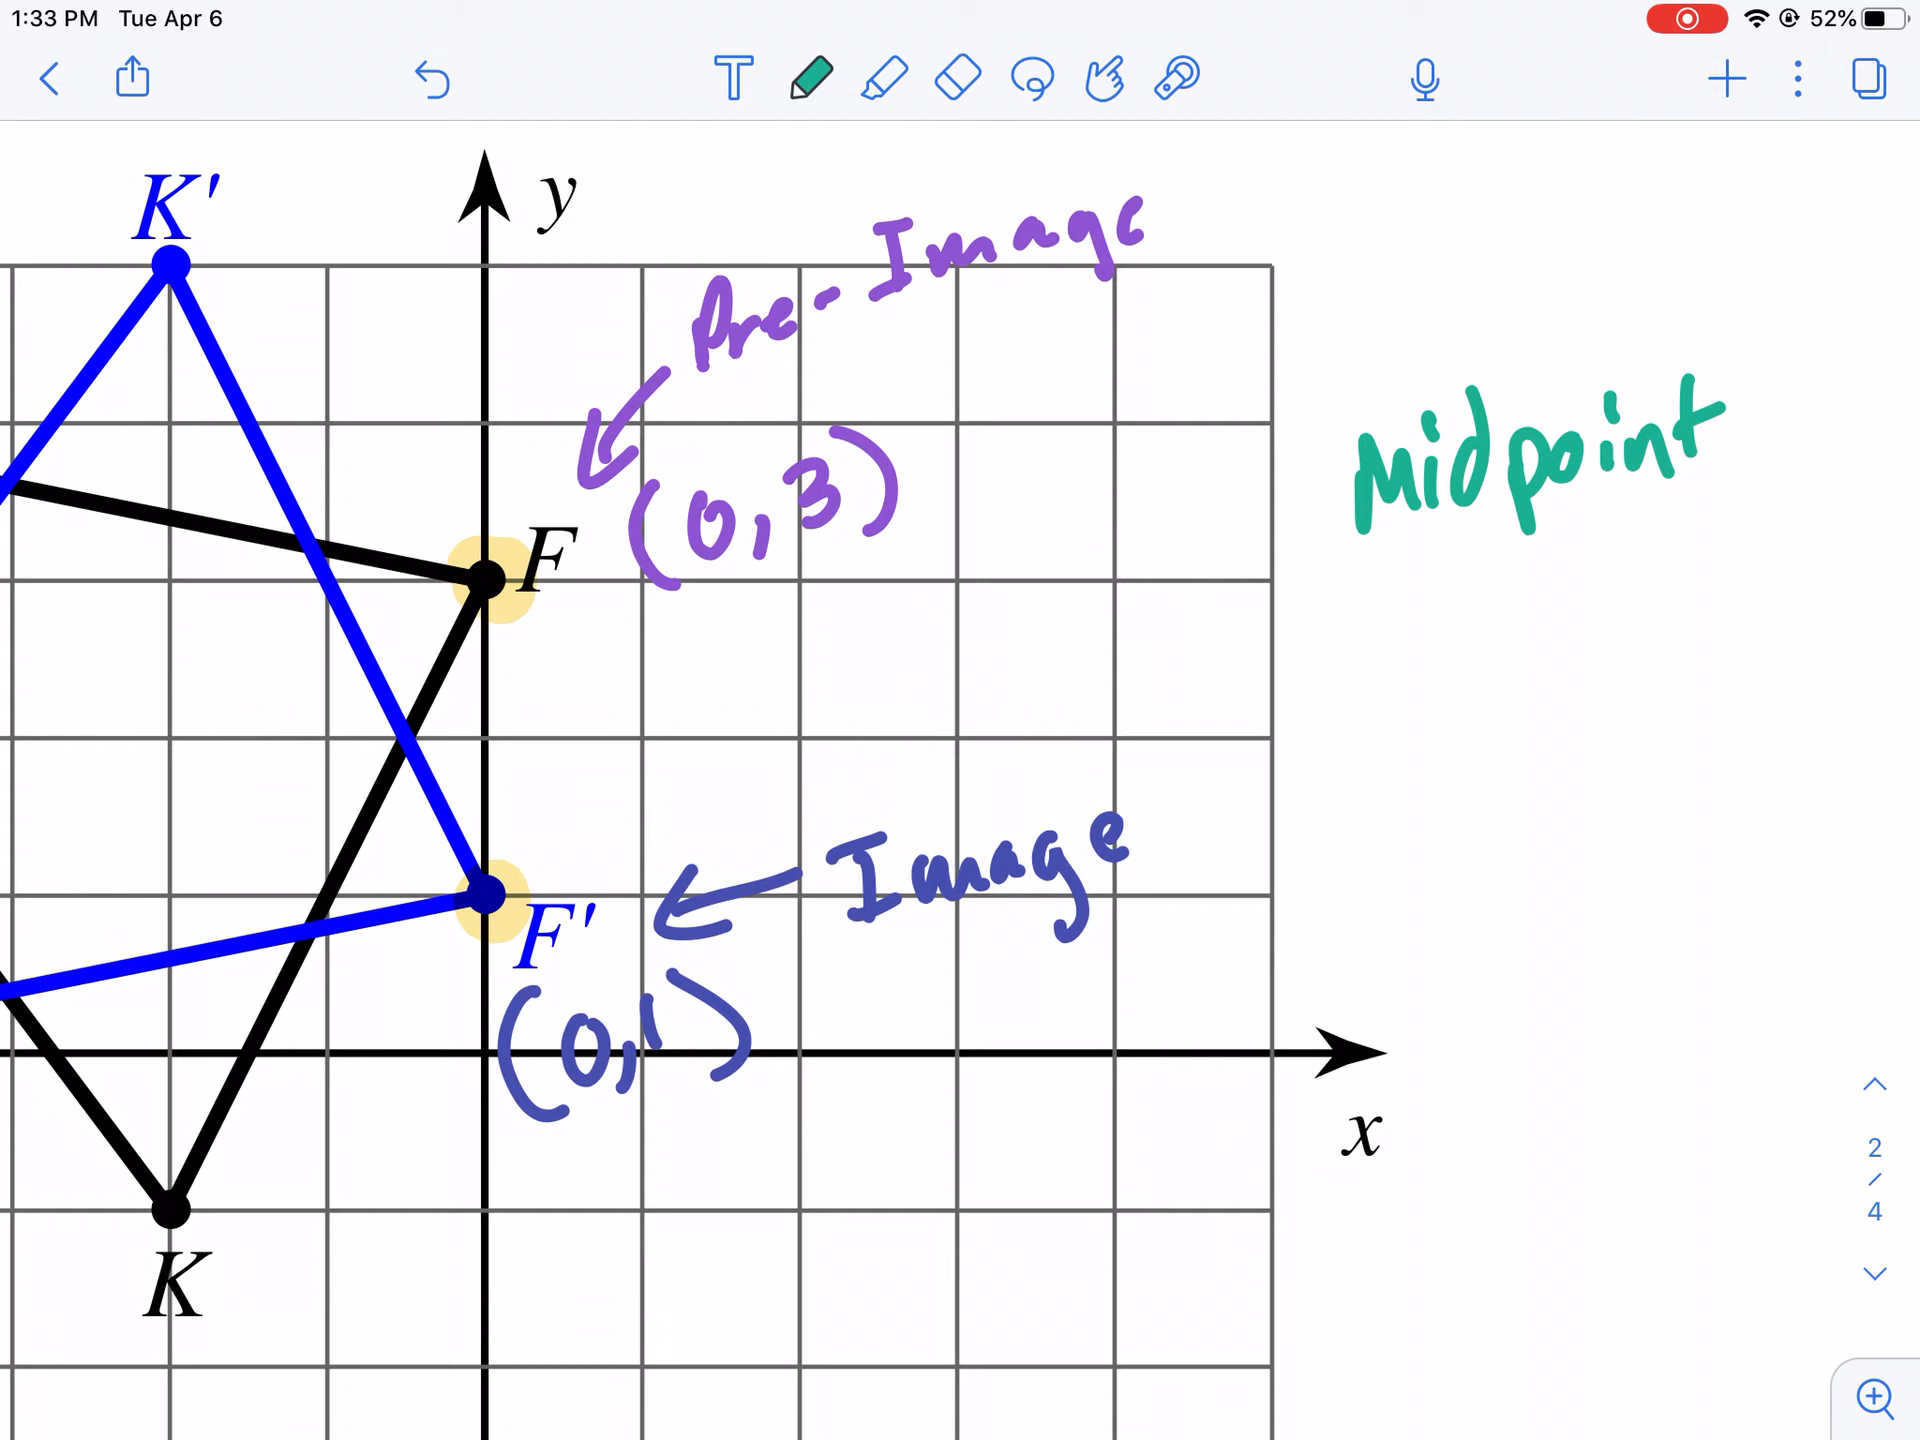 1:33 PM Tue Apr 6
52%
T
K'
y
Pre-Image
Midpoint
(0,3)
F
Image
F'
(0,1)
x
2
/
4
K